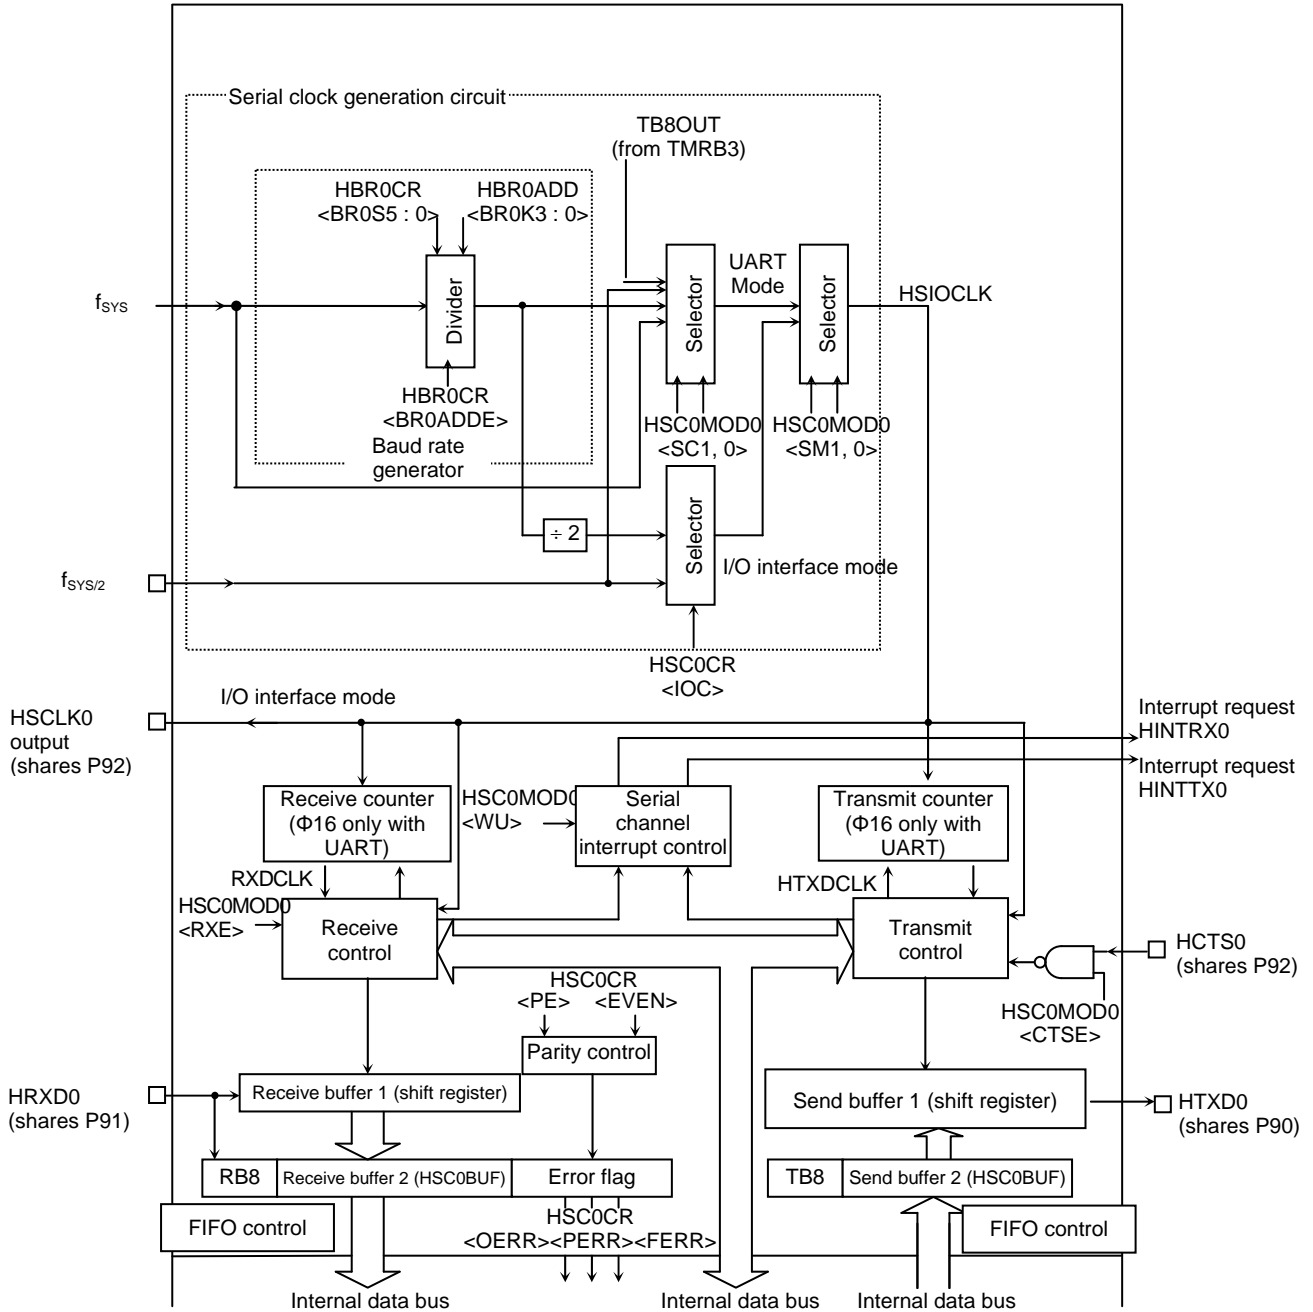 Serial clock generation circuit
TB8OUT
(from TMRB3)
HBR0CR
<BR0S5 : 0>
HBR0ADD
<BR0K3 : 0>
UART
Mode
HSIOCLK
fSYS
Divider
Selector
Selector
HBR0CR
<BR0ADDE>
Baud rate
generator
HSC0MOD0
<SC1, 0>
HSC0MOD0
<SM1, 0>
÷ 2
Selector
I/O interface mode
fSYS/2
HSC0CR
<IOC>
I/O interface mode
HSCLK0
output
(shares P92)
Interrupt request
HINTRX0
Interrupt request
HINTTX0
Receive counter
(Φ16 only with
UART)
HSC0MOD0
<WU>
Serial
channel
interrupt control
Transmit counter
(Φ16 only with
UART)
RXDCLK
HTXDCLK
HSC0MOD0
<RXE>
Receive
control
Transmit
control
HCTS0
(shares P92)
HSC0MOD0
<CTSE>
HSC0CR
<PE>
<EVEN>
Parity control
HRXD0
(shares P91)
Receive buffer 1 (shift register)
Send buffer 1 (shift register)
HTXD0
(shares P90)
RB8
Receive buffer 2 (HSC0BUF)
Error flag
TB8
Send buffer 2 (HSC0BUF)
FIFO control
HSC0CR
<OERR><PERR><FERR>
FIFO control
Internal data bus
Internal data bus
Internal data bus